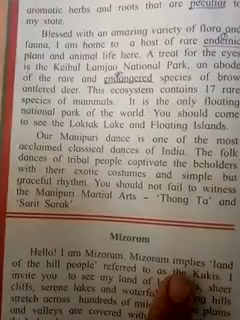 aromatic herbs and roots that are peculiar to
my state.
Blessed with an amazing variety of flora and
fauna, I am home to a host of rare endemic
plant and animal life here. A treat for the eyes
is the Keibul Lamjao National Park, an abode
of the rare and endangered species of brow
antlered deer. This ecosystem contains 17 rare
species of mammals. It is the only floating
national park of the world. You should come
to see the Loktak Lake and Floating Islands.
Our Manipuri dance is one of the most
acclaimed classical dances of India. The folk
dances of tribal people captivate the beholders
with their exotic costumes and simple but
graceful rhythm. You should not fail to witness
the Manipuri Martial Arts – 'Thang Ta' and
'Sarit Sarak'.
Mizoram
Hello! I am Mizoram. Mizoram implies 'land
of the hill people' referred to as the Kukis. I
invite you to see my land of
cliffs, serene lakes and
stretch across hundreds of hills
and valleys are covered